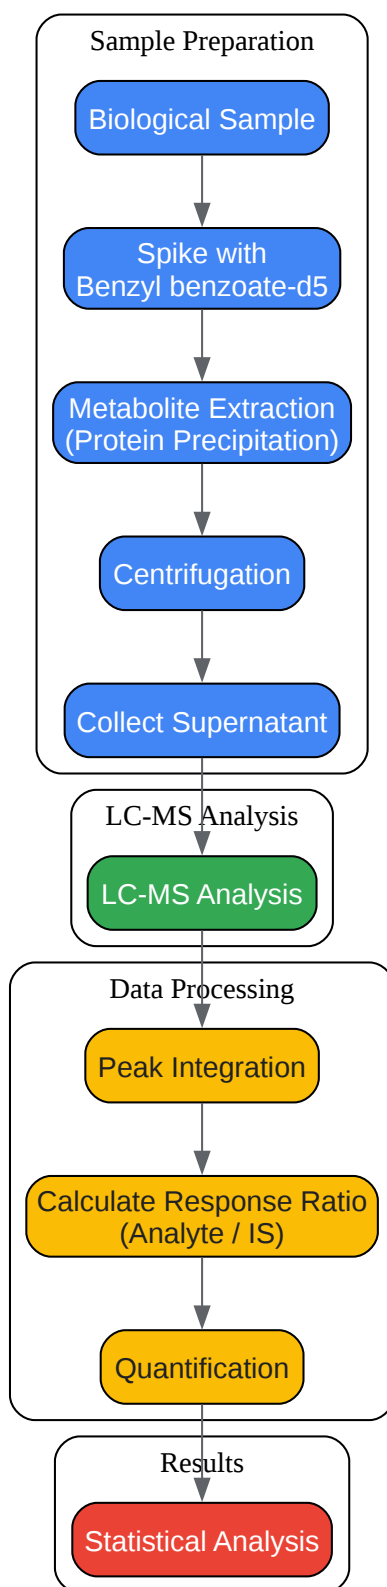 Sample Preparation
Biological Sample
Spike with
Benzyl benzoate-d5
Metabolite Extraction
(Protein Precipitation)
Centrifugation
Collect Supernatant
LC-MS Analysis
LC-MS Analysis
Data Processing
Peak Integration
Calculate Response Ratio
(Analyte / IS)
Quantification
Results
Statistical Analysis